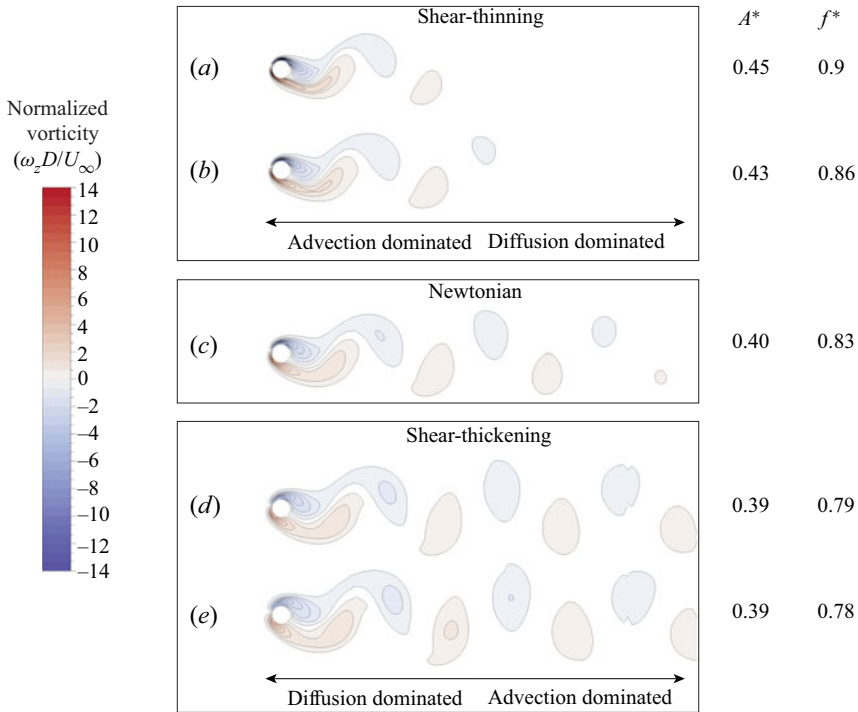 Shear-thinning
A* f*
(a) 0.45 0.9
Normalized
vorticity
(ω_zD/U_∞)
(b) 0.43 0.86
Advection dominated Diffusion dominated
14
10
8
6
4
2
0
–2
–4
–6
–8
–10
–12
–14
Newtonian
(c) 0.40 0.83
Shear-thickening
(d) 0.39 0.79
(e) 0.39 0.78
Diffusion dominated Advection dominated